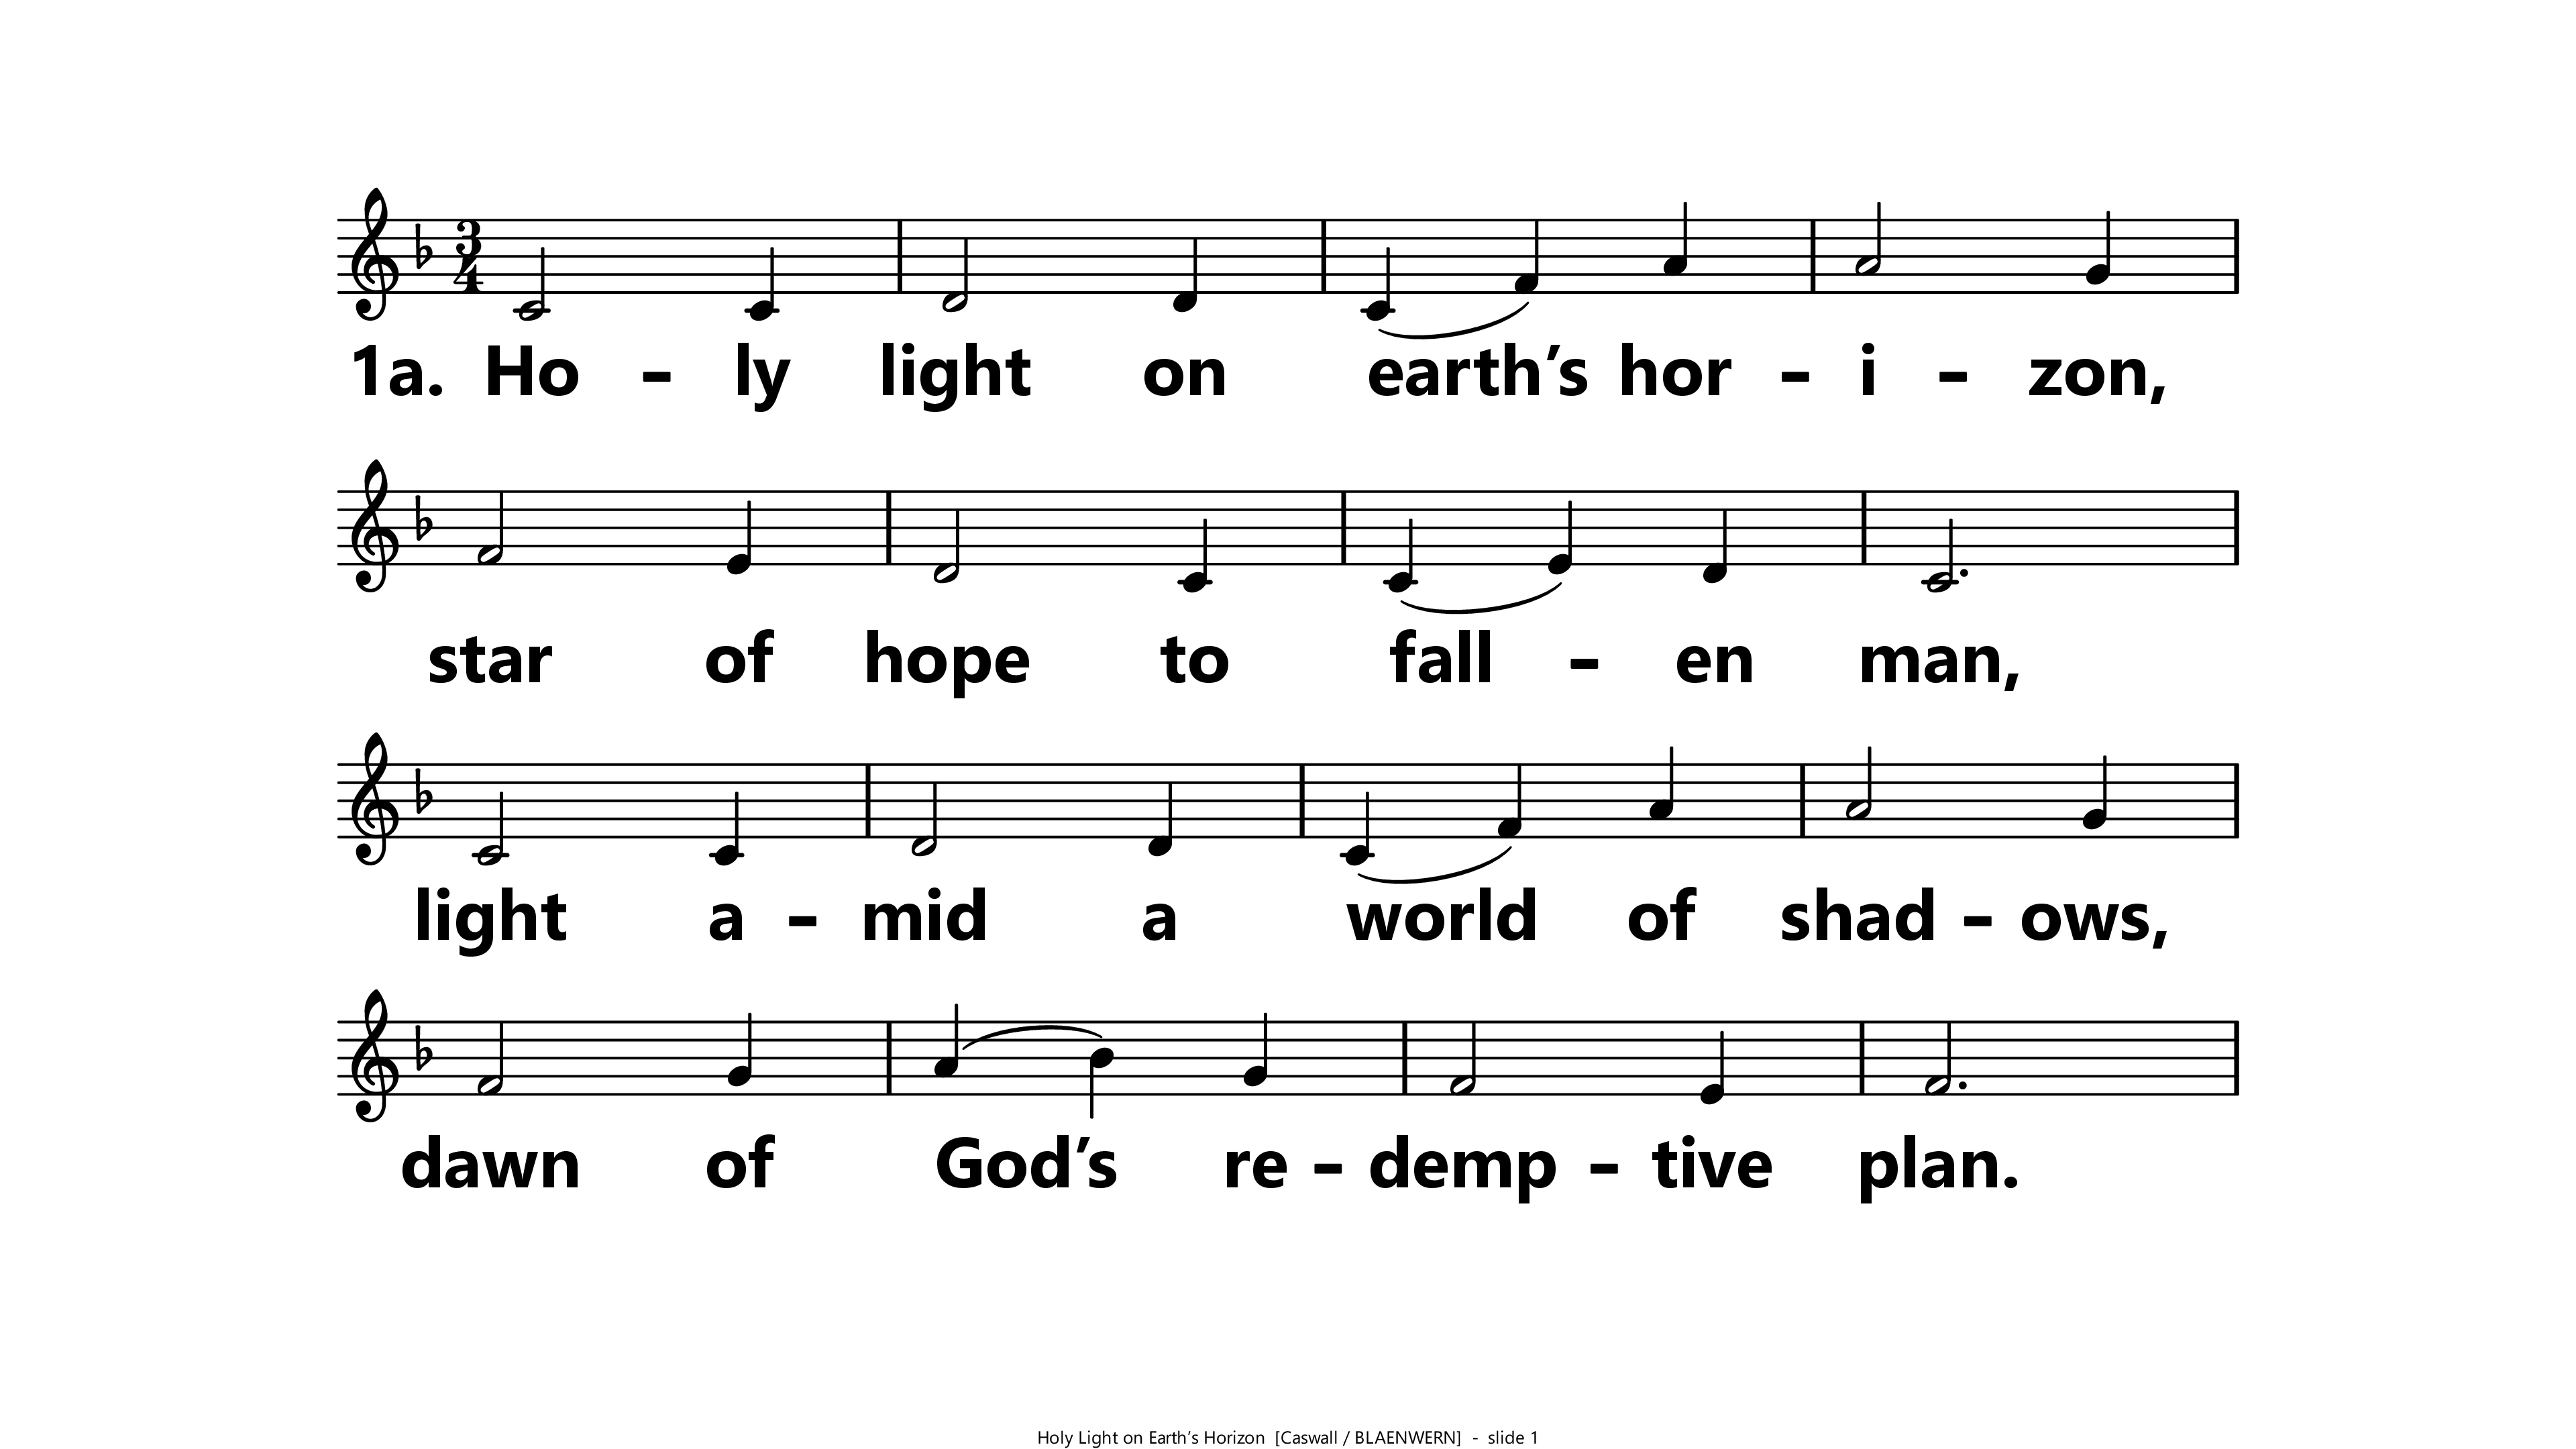 1a. Ho - ly light on earth’s hor - i - zon,
star of hope to fall - en man,
light a - mid a world of shad - ows,
dawn of God’s re - demp - tive plan.
Holy Light on Earth’s Horizon [Caswall / BLAENWERN] - slide 1